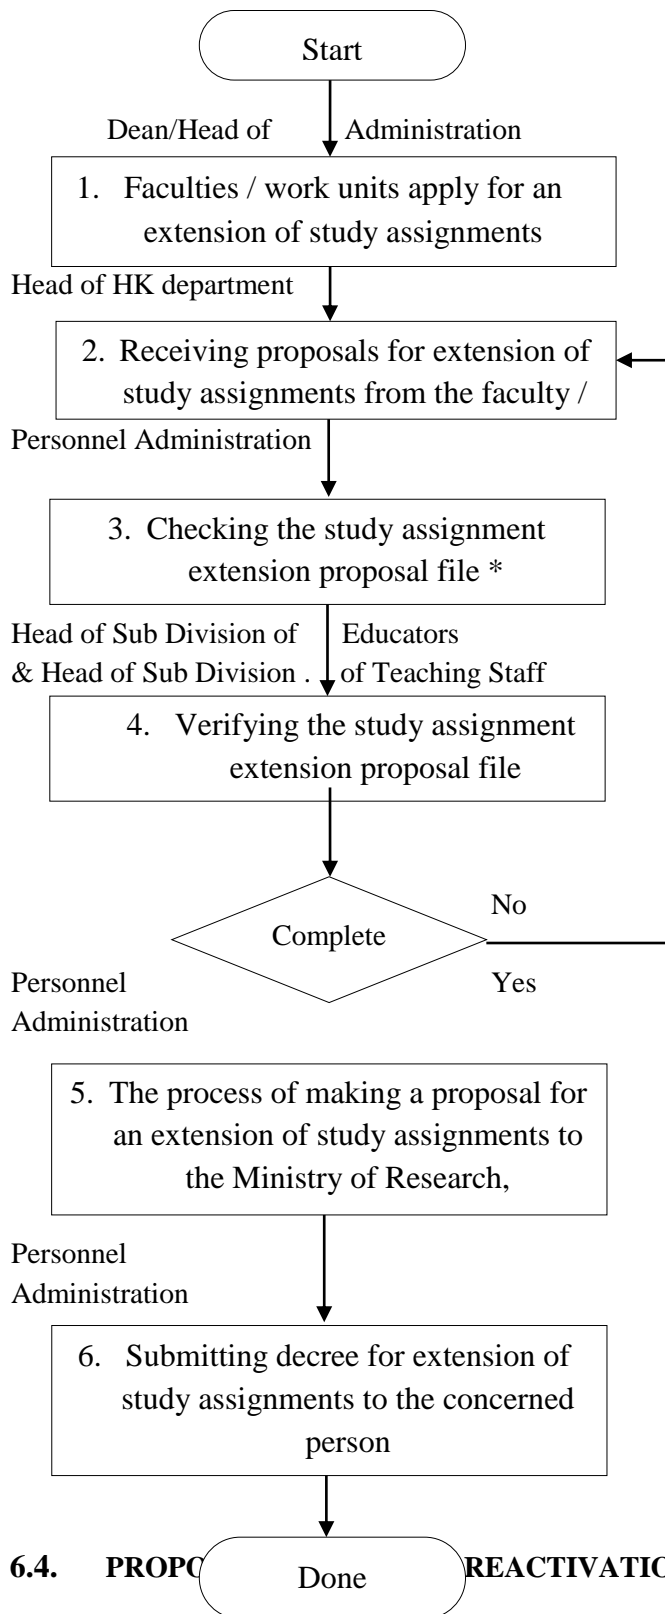 Start
Dean/Head of Administration
1. Faculties / work units apply for an
extension of study assignments
Head of HK department
2. Receiving proposals for extension of
study assignments from the faculty /
Personnel Administration
3. Checking the study assignment
extension proposal file *
Head of Sub Division of Educators
& Head of Sub Division . of Teaching Staff
4. Verifying the study assignment
extension proposal file
No
Complete
Personnel Yes
Administration
5. The process of making a proposal for
an extension of study assignments to
the Ministry of Research,
Personnel
Administration
6. Submitting decree for extension of
study assignments to the concerned
person
6.4. Done